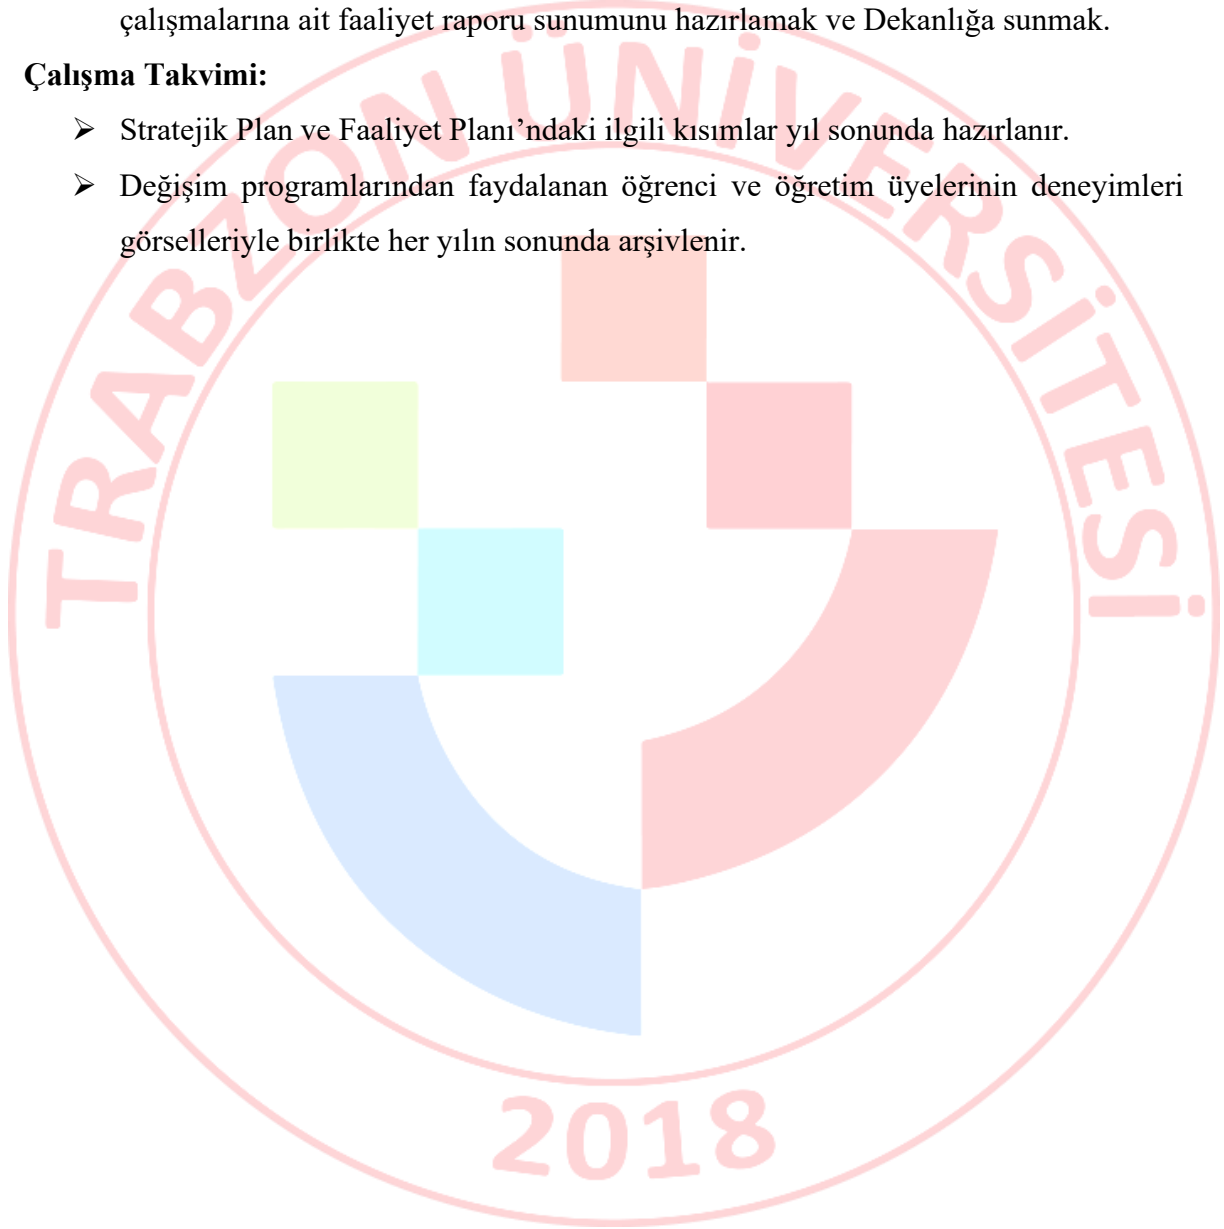 çalışmalarına ait faaliyet raporu sunumunu hazırlamak ve Dekanlığa sunmak.
Çalışma Takvimi:
➢ Stratejik Plan ve Faaliyet Planı’ndaki ilgili kısımlar yıl sonunda hazırlanır.
➢ Değişim programlarından faydalanan öğrenci ve öğretim üyelerinin deneyimleri
görselleriyle birlikte her yılın sonunda arşivlenir.
TRABZON ÜNİVERSİTESİ
2018